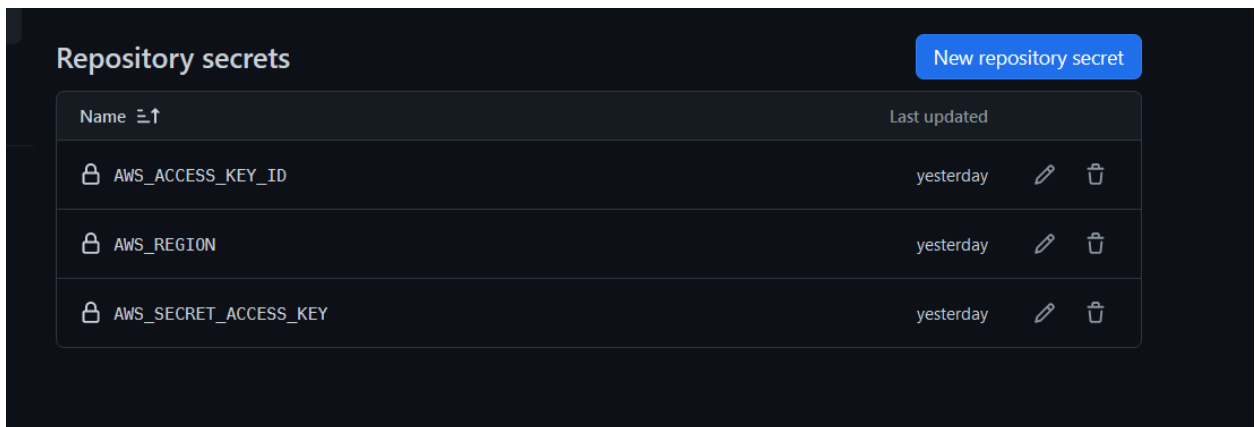 Repository secrets
New repository secret
Name
Last updated
AWS_ACCESS_KEY_ID
yesterday
AWS_REGION
yesterday
AWS_SECRET_ACCESS_KEY
yesterday